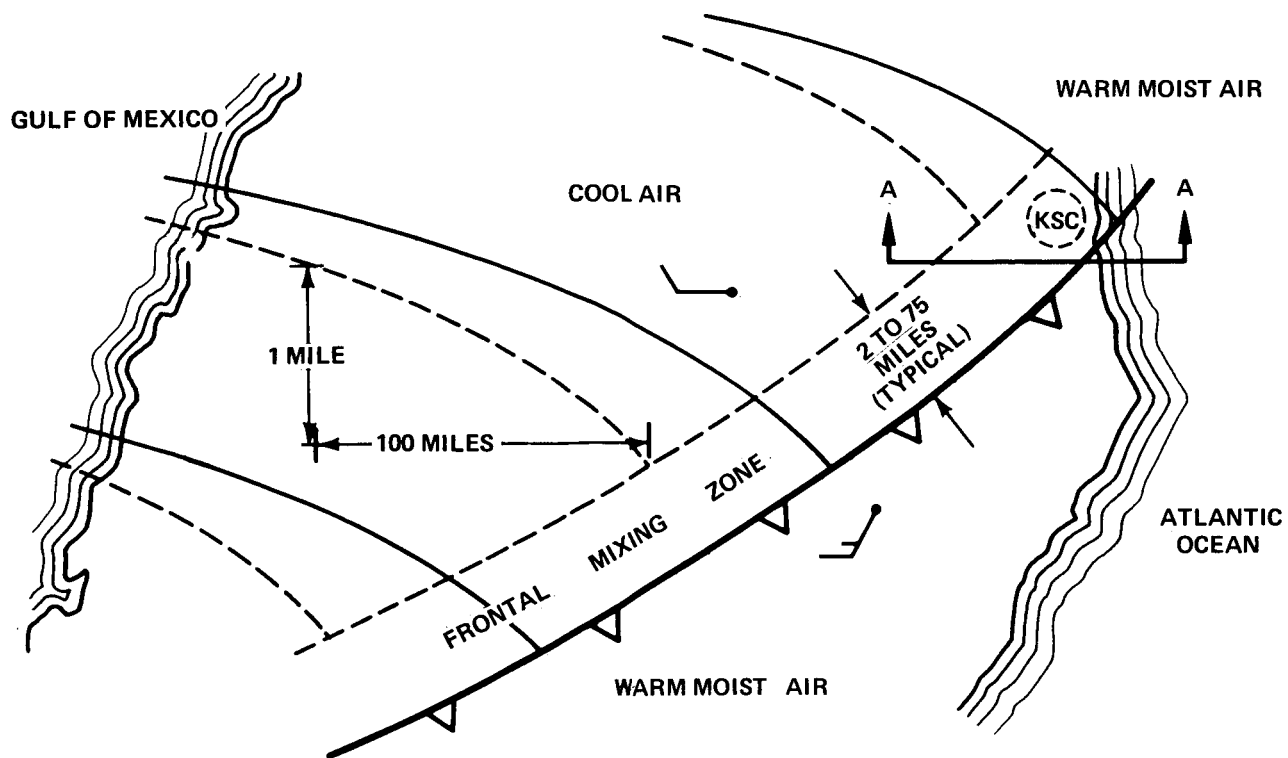 WARM MOIST AIR
GULF OF MEXICO
COOL AIR
A
A
KSC
2 TO 75
MILES
(TYPICAL)
1 MILE
100 MILES
FRONTAL MIXING ZONE
ATLANTIC
OCEAN
WARM MOIST AIR